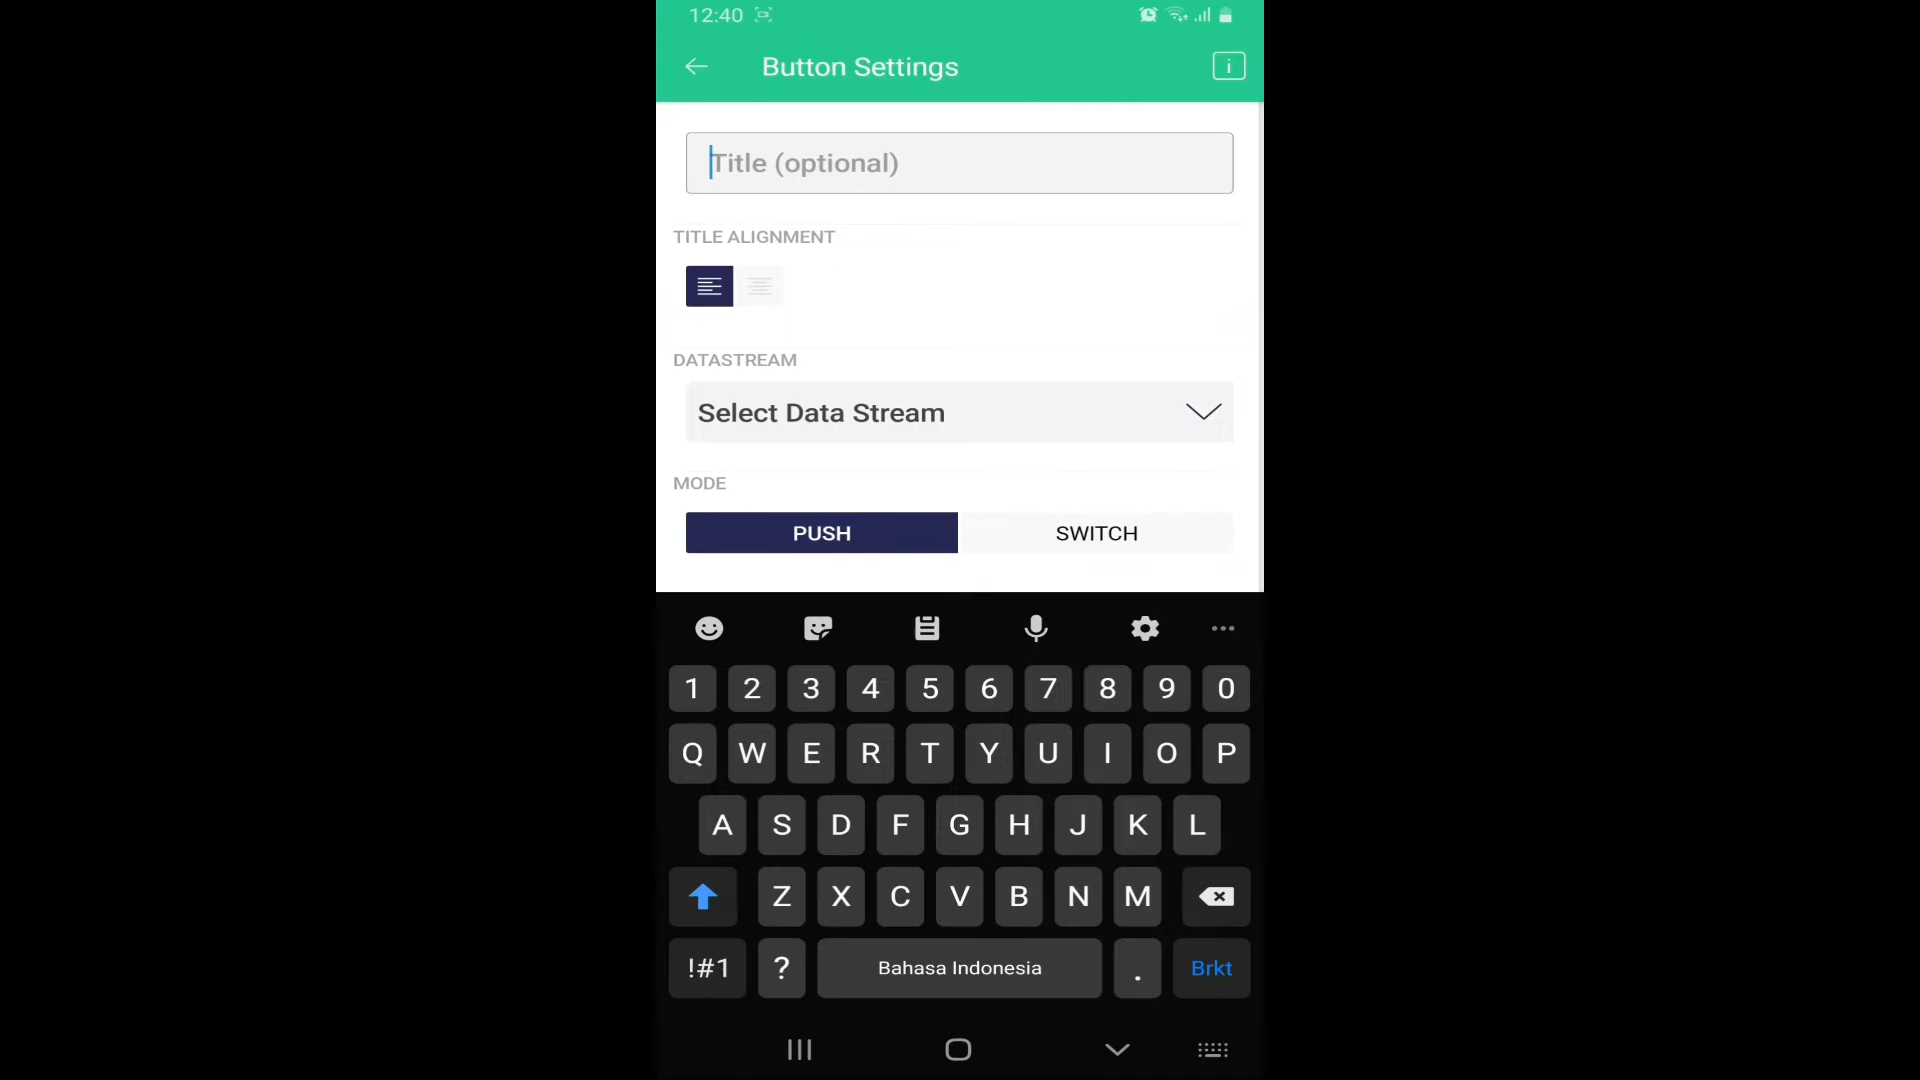 12:40
Button Settings
i
Title (optional)
TITLE ALIGNMENT
DATASTREAM
Select Data Stream
MODE
PUSH SWITCH
1 2 3 4 5 6 7 8 9 0
Q W E R T Y U I O P
A S D F G H J K L
Z X C V B N M
!#1 ? Bahasa Indonesia . Brkt